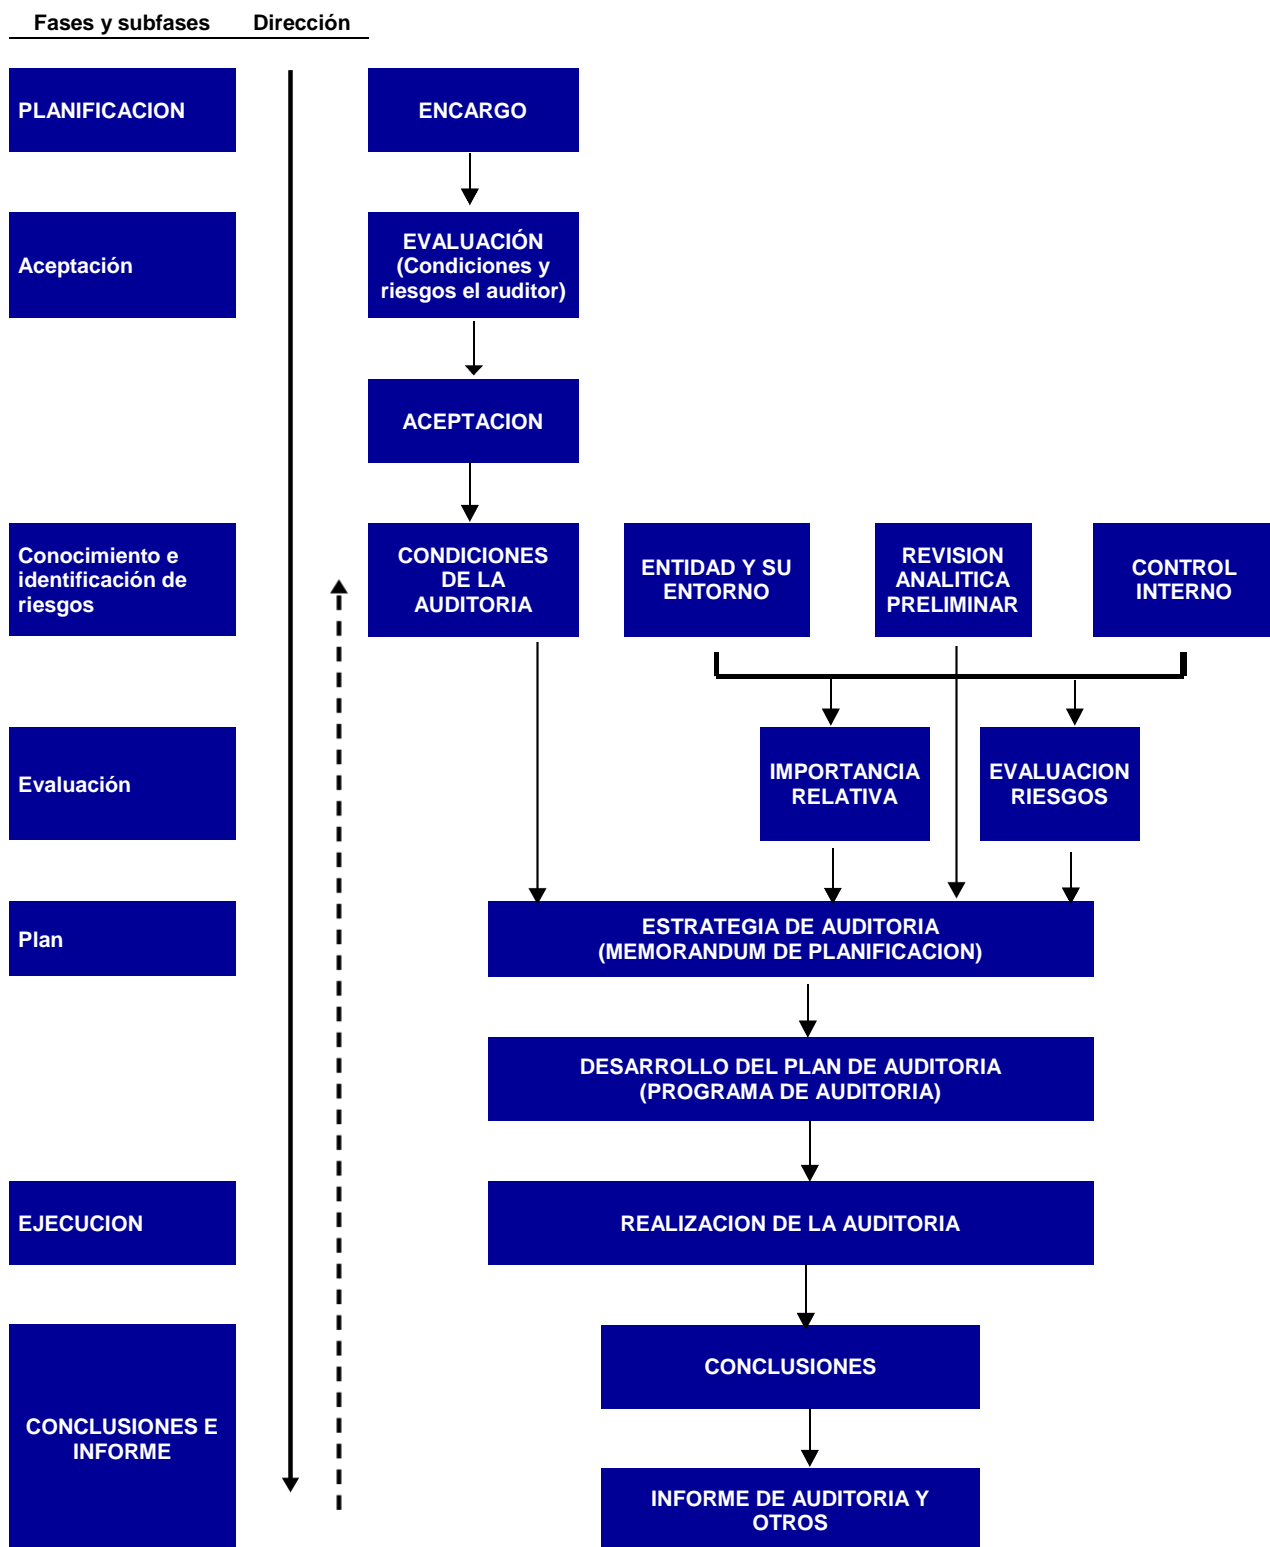 Fases y subfases Dirección
PLANIFICACION
ENCARGO
Aceptación
EVALUACIÓN
(Condiciones y
riesgos el auditor)
ACEPTACION
Conocimiento e
identificación de
riesgos
CONDICIONES
DE LA
AUDITORIA
ENTIDAD Y SU
ENTORNO
REVISION
ANALITICA
PRELIMINAR
CONTROL
INTERNO
Evaluación
IMPORTANCIA
RELATIVA
EVALUACION
RIESGOS
Plan
ESTRATEGIA DE AUDITORIA
(MEMORANDUM DE PLANIFICACION)
DESARROLLO DEL PLAN DE AUDITORIA
(PROGRAMA DE AUDITORIA)
EJECUCION
REALIZACION DE LA AUDITORIA
CONCLUSIONES E
INFORME
CONCLUSIONES
INFORME DE AUDITORIA Y
OTROS